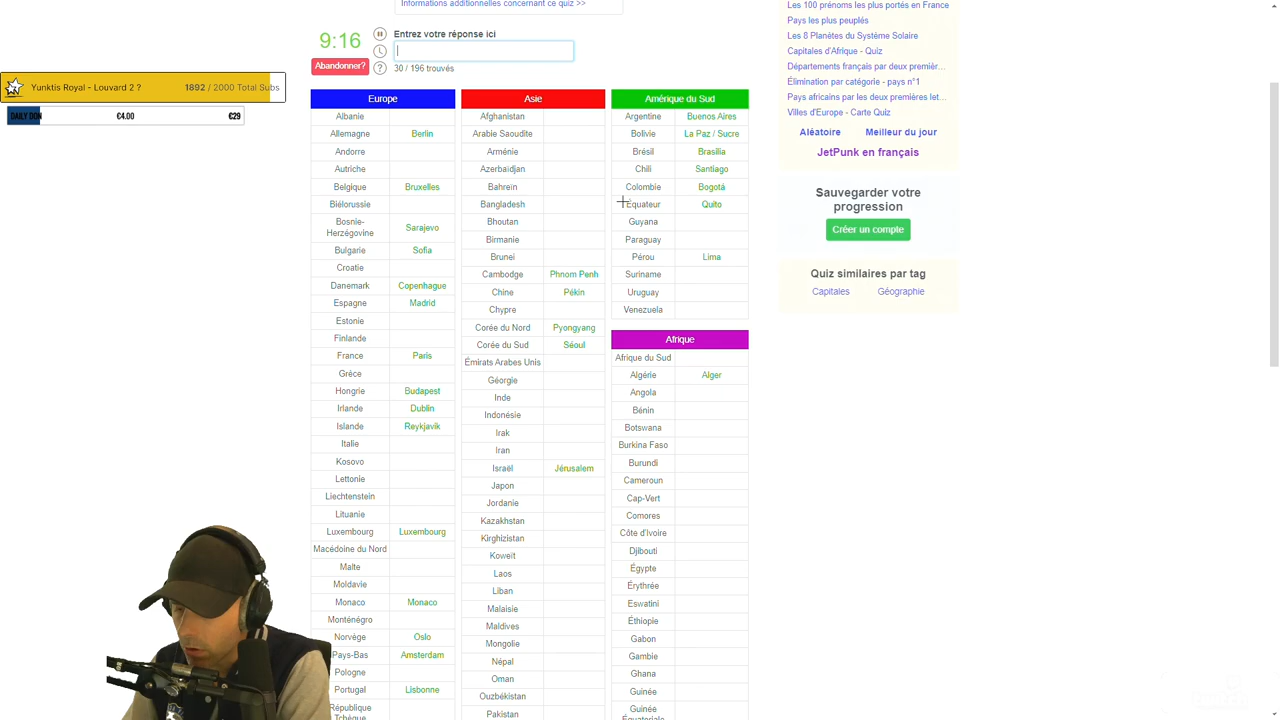 Informations additionnelles concernant ce quiz >>
9:16
Entrez votre réponse ici
Abandonner?
?
30 / 196 trouvés
Yunktis Royal - Louvard 2 ?
1892 / 2000 Total Subs
DAILY DON
€4.00
€29
Europe
Albanie
Allemagne Berlin
Andorre
Autriche
Belgique Bruxelles
Biélorussie
Bosnie-
Herzégovine Sarajevo
Bulgarie Sofia
Croatie
Danemark Copenhague
Espagne Madrid
Estonie
Finlande
France Paris
Grèce
Hongrie Budapest
Irlande Dublin
Islande Reykjavik
Italie
Kosovo
Lettonie
Liechtenstein
Lituanie
Luxembourg Luxembourg
Macédoine du Nord
Malte
Moldavie
Monaco Monaco
Monténégro
Norvège Oslo
Pays-Bas Amsterdam
Pologne
Portugal Lisbonne
République
Tchèque
Asie
Afghanistan
Arabie Saoudite
Arménie
Azerbaïdjan
Bahreïn
Bangladesh
Bhoutan
Birmanie
Brunei
Cambodge Phnom Penh
Chine Pékin
Chypre
Corée du Nord Pyongyang
Corée du Sud Séoul
Émirats Arabes Unis
Géorgie
Inde
Indonésie
Irak
Iran
Israël Jérusalem
Japon
Jordanie
Kazakhstan
Kirghizistan
Koweït
Laos
Liban
Malaisie
Maldives
Mongolie
Népal
Oman
Ouzbékistan
Pakistan
Amérique du Sud
Argentine Buenos Aires
Bolivie La Paz / Sucre
Brésil Brasilia
Chili Santiago
Colombie Bogotá
Équateur Quito
Guyana
Paraguay
Pérou Lima
Suriname
Uruguay
Venezuela
Afrique
Afrique du Sud
Algérie Alger
Angola
Bénin
Botswana
Burkina Faso
Burundi
Cameroun
Cap-Vert
Comores
Côte d'Ivoire
Djibouti
Égypte
Érythrée
Eswatini
Éthiopie
Gabon
Gambie
Ghana
Guinée
Guinée
Équatoriale
Les 100 prénoms les plus portés en France
Pays les plus peuplés
Les 8 Planètes du Système Solaire
Capitales d'Afrique - Quiz
Départements français par deux premièr...
Élimination par catégorie - pays n°1
Pays africains par les deux premières let...
Villes d'Europe - Carte Quiz
Aléatoire Meilleur du jour
JetPunk en français
Sauvegarder votre
progression
Créer un compte
Quiz similaires par tag
Capitales Géographie